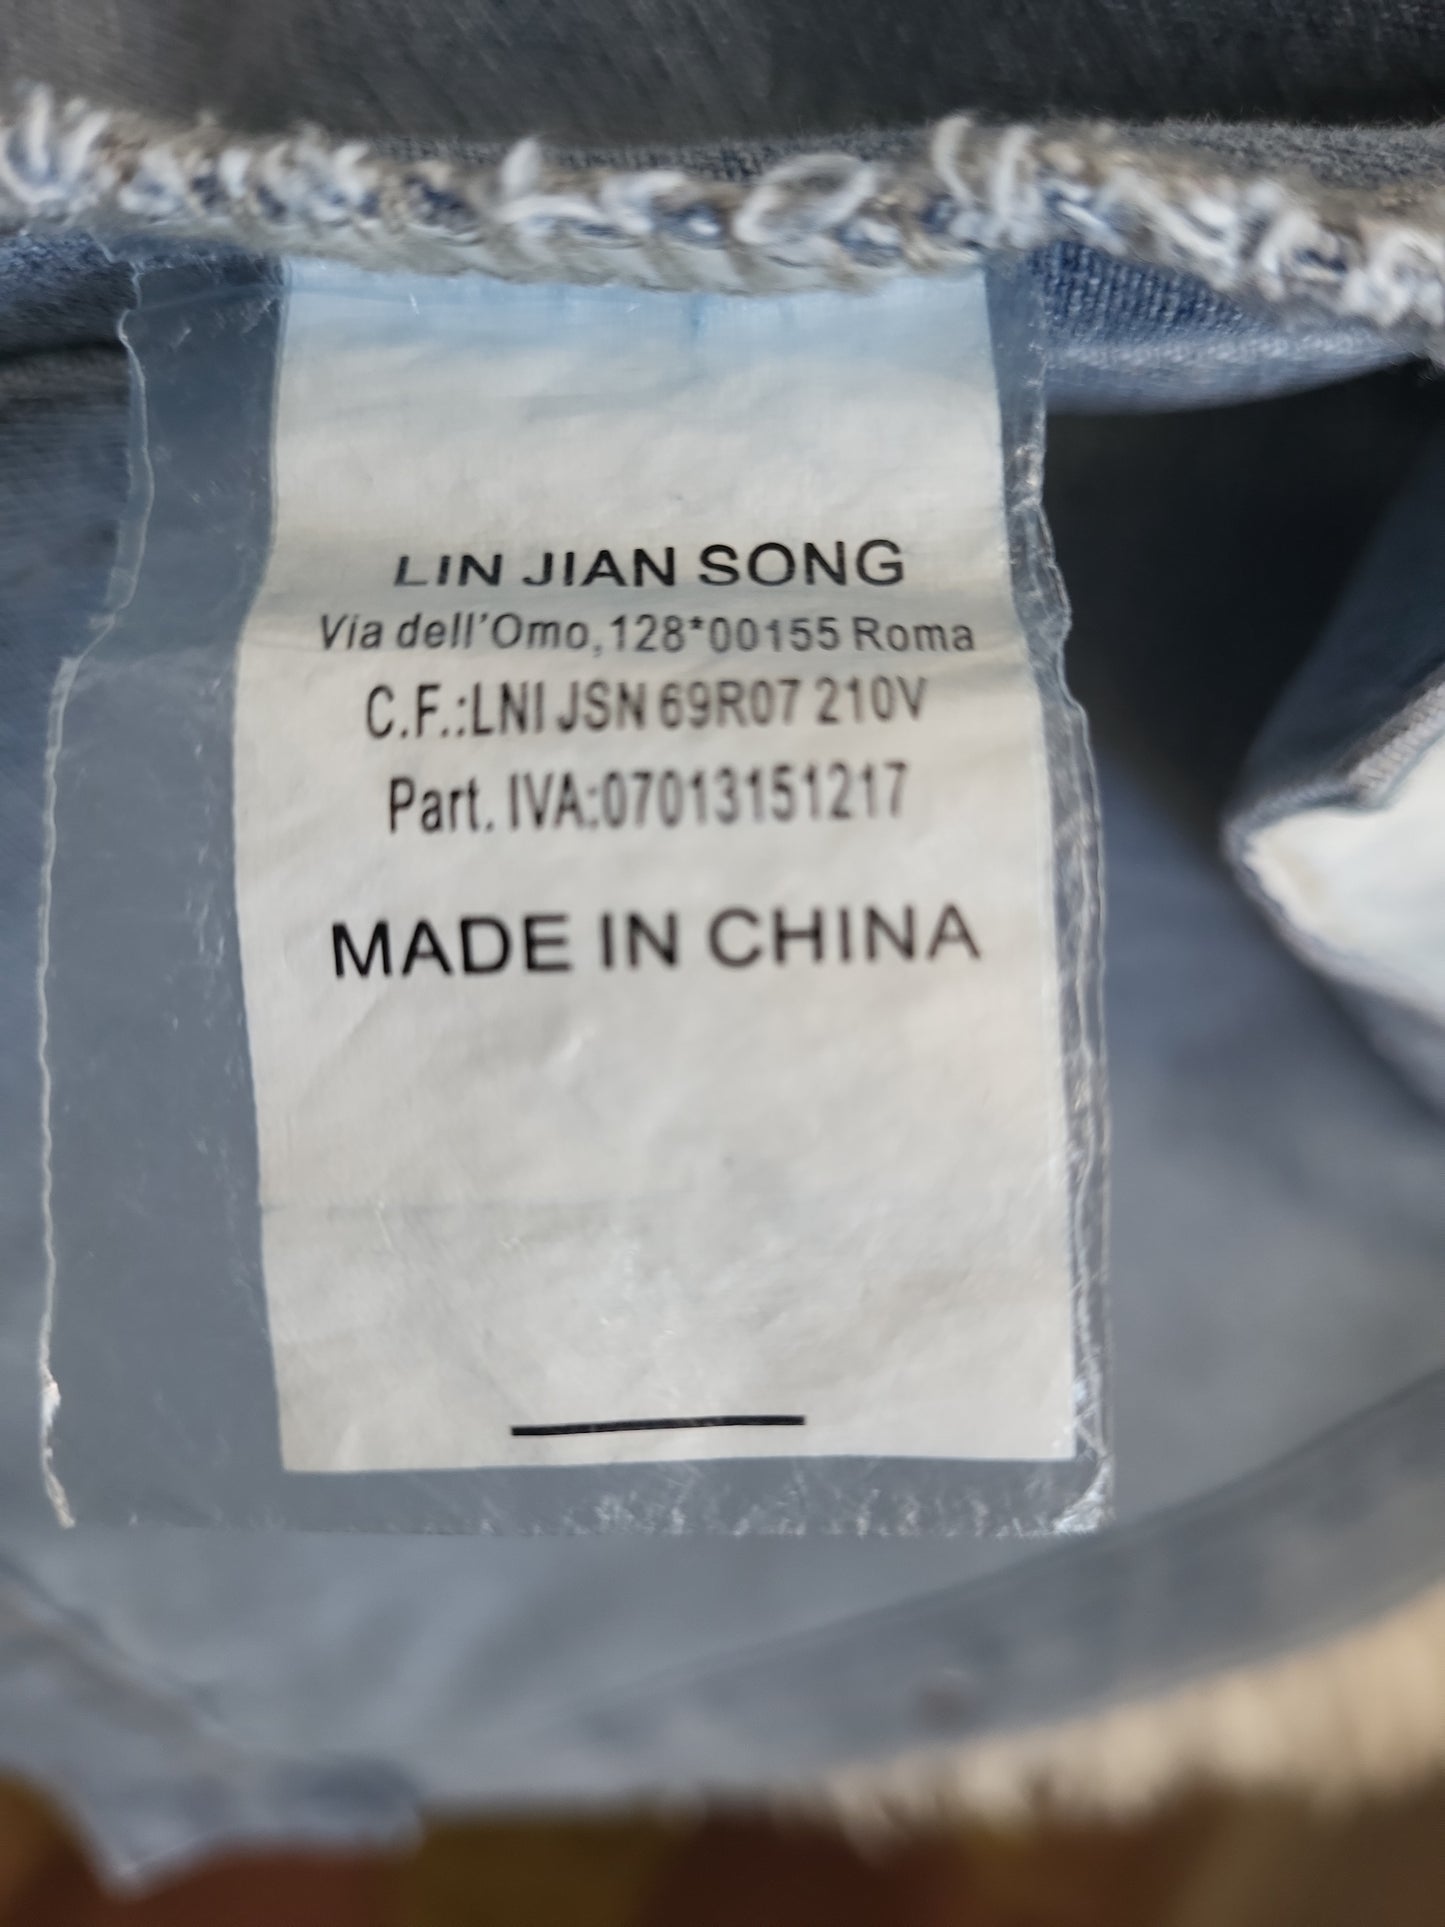 LIN JIAN SONG
Via dell'Omo,128*00155 Roma
C.F.:LNI JSN 69R07 210V
Part. IVA:07013151217
MADE IN CHINA